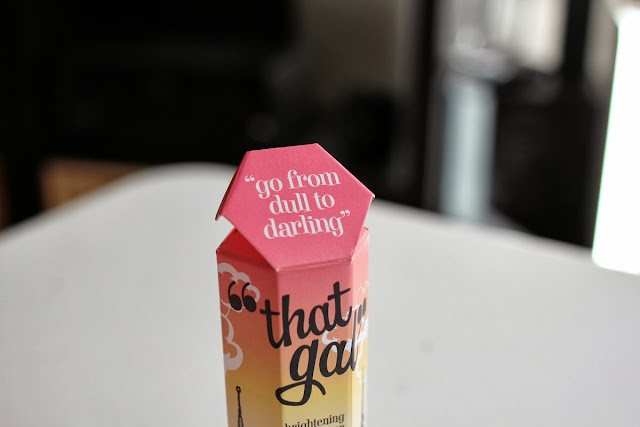 “go from
dull to
darling”
“that
gal”
brightening